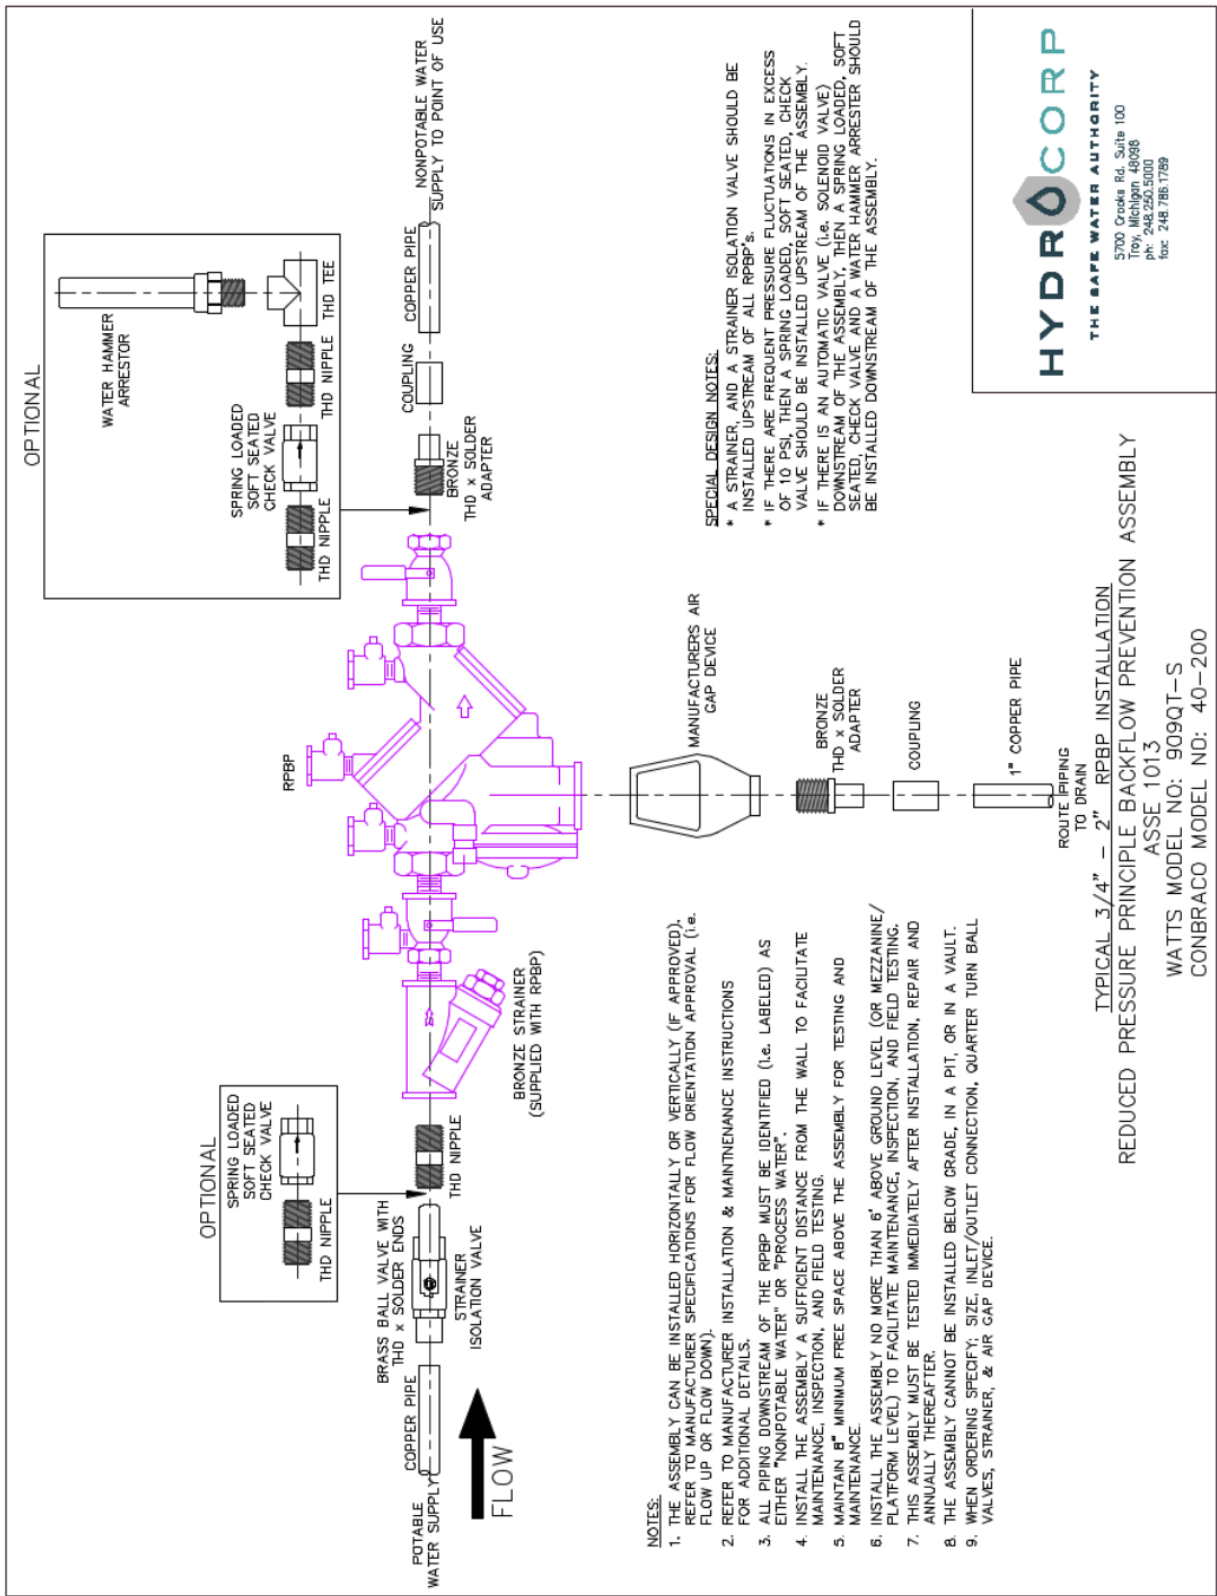 OPTIONAL
SPRING LOADED
SOFT SEATED
CHECK VALVE
THD NIPPLE
BRASS BALL VALVE WITH
THD x SOLDER ENDS
COPPER PIPE
POTABLE
WATER SUPPLY
FLOW
STRAINER
ISOLATION VALVE
THD NIPPLE
BRONZE STRAINER
(SUPPLIED WITH RPBP)
RPBP
OPTIONAL
WATER HAMMER
ARRESTOR
SPRING LOADED
SOFT SEATED
CHECK VALVE
THD NIPPLE
THD NIPPLE
THD TEE
BRONZE
THD x SOLDER
ADAPTER
COUPLING
COPPER PIPE
NONPOTABLE WATER
SUPPLY TO POINT OF USE
MANUFACTURERS AIR
GAP DEVICE
BRONZE
THD x SOLDER
ADAPTER
COUPLING
1" COPPER PIPE
ROUTE PIPING
TO DRAIN
NOTES:
1. THE ASSEMBLY CAN BE INSTALLED HORIZONTALLY OR VERTICALLY (IF APPROVED).
REFER TO MANUFACTURER SPECIFICATIONS FOR FLOW ORIENTATION APPROVAL (i.e.
FLOW UP OR FLOW DOWN).
2. REFER TO MANUFACTURER INSTALLATION & MAINTNENANCE INSTRUCTIONS
FOR ADDITIONAL DETAILS.
3. ALL PIPING DOWNSTREAM OF THE RPBP MUST BE IDENTIFIED (i.e. LABELED) AS
EITHER "NONPOTABLE WATER" OR "PROCESS WATER".
4. INSTALL THE ASSEMBLY A SUFFICIENT DISTANCE FROM THE WALL TO FACILITATE
MAINTENANCE, INSPECTION, AND FIELD TESTING.
5. MAINTAIN 8" MINIMUM FREE SPACE ABOVE THE ASSEMBLY FOR TESTING AND
MAINTENANCE.
6. INSTALL THE ASSEMBLY NO MORE THAN 6' ABOVE GROUND LEVEL (OR MEZZANINE/
PLATFORM LEVEL) TO FACILITATE MAINTENANCE, INSPECTION, AND FIELD TESTING.
7. THIS ASSEMBLY MUST BE TESTED IMMEDIATELY AFTER INSTALLATION, REPAIR AND
ANNUALLY THEREAFTER.
8. THE ASSEMBLY CANNOT BE INSTALLED BELOW GRADE, IN A PIT, OR IN A VAULT.
9. WHEN ORDERING SPECIFY; SIZE, INLET/OUTLET CONNECTION, QUARTER TURN BALL
VALVES, STRAINER, & AIR GAP DEVICE.
SPECIAL DESIGN NOTES:
* A STRAINER, AND A STRAINER ISOLATION VALVE SHOULD BE
INSTALLED UPSTREAM OF ALL RPBP's.
* IF THERE ARE FREQUENT PRESSURE FLUCTUATIONS IN EXCESS
OF 10 PSI, THEN A SPRING LOADED, SOFT SEATED, CHECK
VALVE SHOULD BE INSTALLED UPSTREAM OF THE ASSEMBLY.
* IF THERE IS AN AUTOMATIC VALVE (i.e. SOLENOID VALVE)
DOWNSTREAM OF THE ASSEMBLY, THEN A SPRING LOADED, SOFT
SEATED, CHECK VALVE AND A WATER HAMMER ARRESTER SHOULD
BE INSTALLED DOWNSTREAM OF THE ASSEMBLY.
TYPICAL 3/4" - 2" RPBP INSTALLATION
REDUCED PRESSURE PRINCIPLE BACKFLOW PREVENTION ASSEMBLY
ASSE 1013
WATTS MODEL NO: 909QT-S
CONBRACO MODEL NO: 40-200
HYDROCORP
THE SAFE WATER AUTHORITY
5700 Crooks Rd. Suite 100
Troy, Michigan 48098
ph: 248.250.5000
fax: 248.786.1789